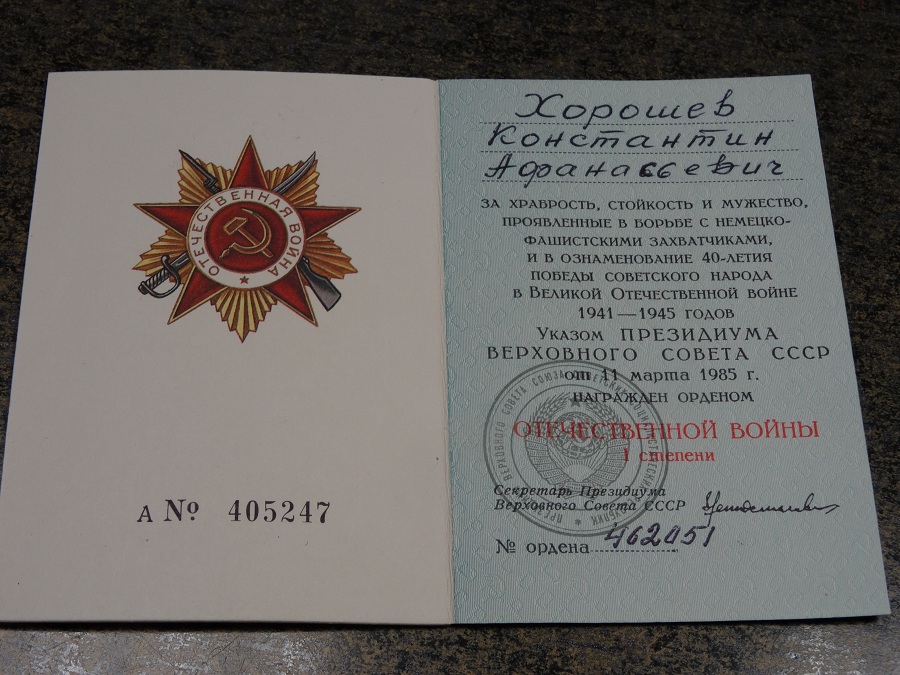 ОТЕЧЕСТВЕННАЯ ВОЙНА
А № 405247
Хорошев
Константин
Афанасьевич
ЗА ХРАБРОСТЬ, СТОЙКОСТЬ И МУЖЕСТВО,
ПРОЯВЛЕННЫЕ В БОРЬБЕ С НЕМЕЦКО-
ФАШИСТСКИМИ ЗАХВАТЧИКАМИ,
И В ОЗНАМЕНОВАНИЕ 40-ЛЕТИЯ
ПОБЕДЫ СОВЕТСКОГО НАРОДА
В ВЕЛИКОЙ ОТЕЧЕСТВЕННОЙ ВОЙНЕ
1941—1945 ГОДОВ
УКАЗОМ ПРЕЗИДИУМА
ВЕРХОВНОГО СОВЕТА СССР
от 11 марта 1985 г.
НАГРАЖДЕН ОРДЕНОМ
ОТЕЧЕСТВЕННОЙ ВОЙНЫ
I степени
Секретарь Президиума
Верховного Совета СССР
№ ордена 462051